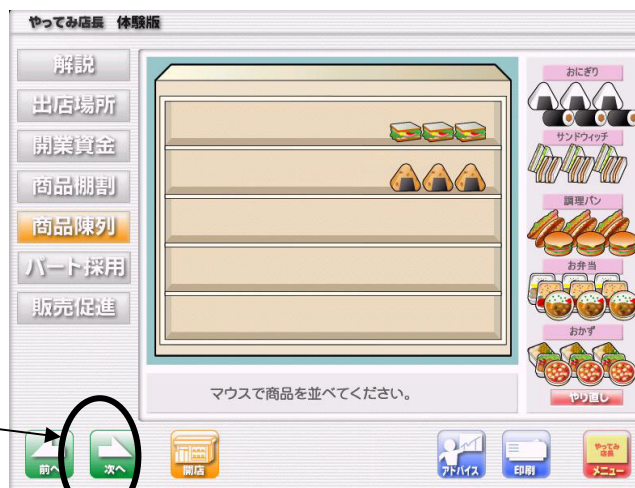 やってみ店長 体験版
解説
出店場所
開業資金
商品棚割
商品陳列
パート採用
販売促進
おにぎり
サンドウィッチ
調理パン
お弁当
おかず
やり直し
マウスで商品を並べてください。
前へ
次へ
開店
アドバイス
印刷
やってみ
店長
メニュー